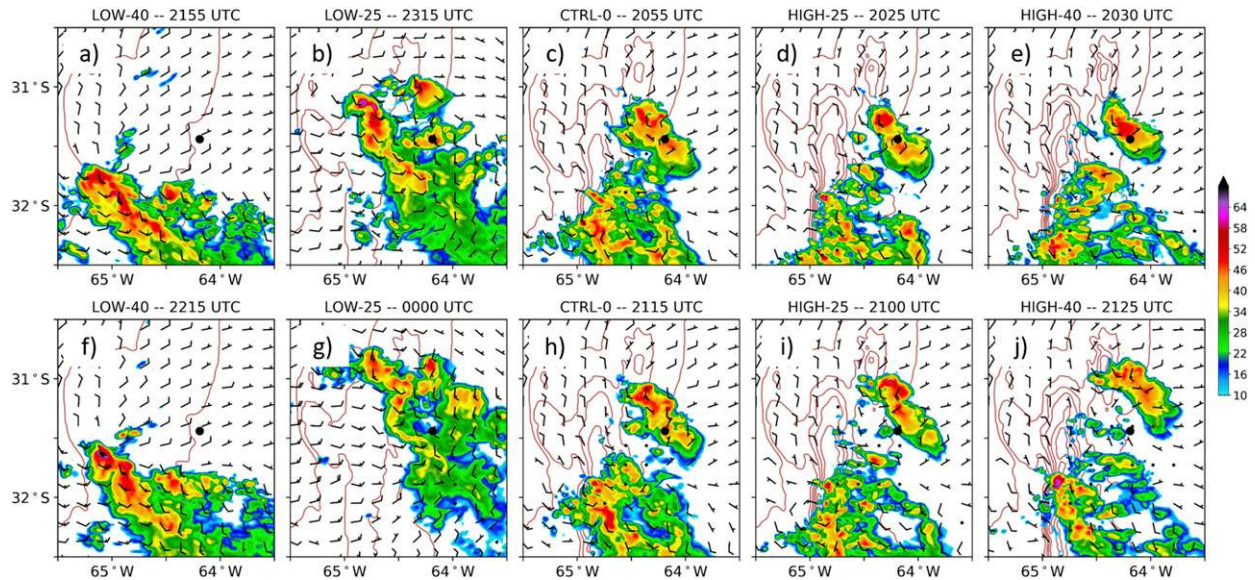 LOW-40 -- 2155 UTC
LOW-25 -- 2315 UTC
CTRL-0 -- 2055 UTC
HIGH-25 -- 2025 UTC
HIGH-40 -- 2030 UTC
a)
b)
c)
d)
e)
31°S
32°S
65°W 64°W
65°W 64°W
65°W 64°W
65°W 64°W
65°W 64°W
LOW-40 -- 2215 UTC
LOW-25 -- 0000 UTC
CTRL-0 -- 2115 UTC
HIGH-25 -- 2100 UTC
HIGH-40 -- 2125 UTC
f)
g)
h)
i)
j)
31°S
32°S
65°W 64°W
65°W 64°W
65°W 64°W
65°W 64°W
65°W 64°W
64
58
52
46
40
34
28
22
16
10